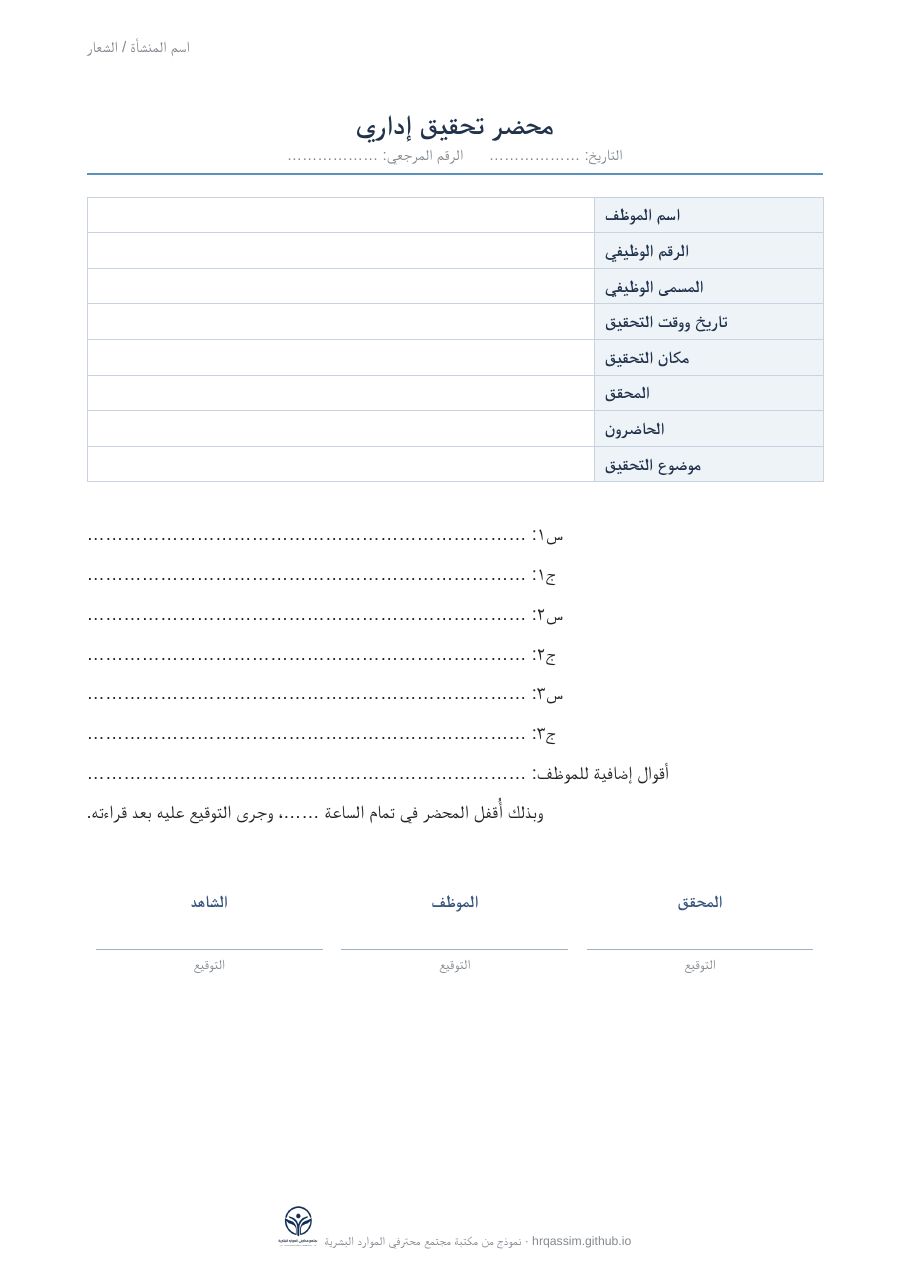 اسم المنشأة / الشعار
محضر تحقيق إداري
التاريخ: ................... الرقم المرجعي: ...................
اسم الموظف
الرقم الوظيفي
المسمى الوظيفي
تاريخ ووقت التحقيق
مكان التحقيق
المحقق
الحاضرون
موضوع التحقيق
س١: ........................................................................
ج١: ........................................................................
س٢: ........................................................................
ج٢: ........................................................................
س٣: ........................................................................
ج٣: ........................................................................
أقوال إضافية للموظف: ........................................................................
وبذلك أُقفل المحضر في تمام الساعة ......، وجرى التوقيع عليه بعد قراءته.
المحقق الموظف الشاهد
التوقيع التوقيع التوقيع
نموذج من مكتبة مجتمع محترفي الموارد البشرية · hrqassim.github.io